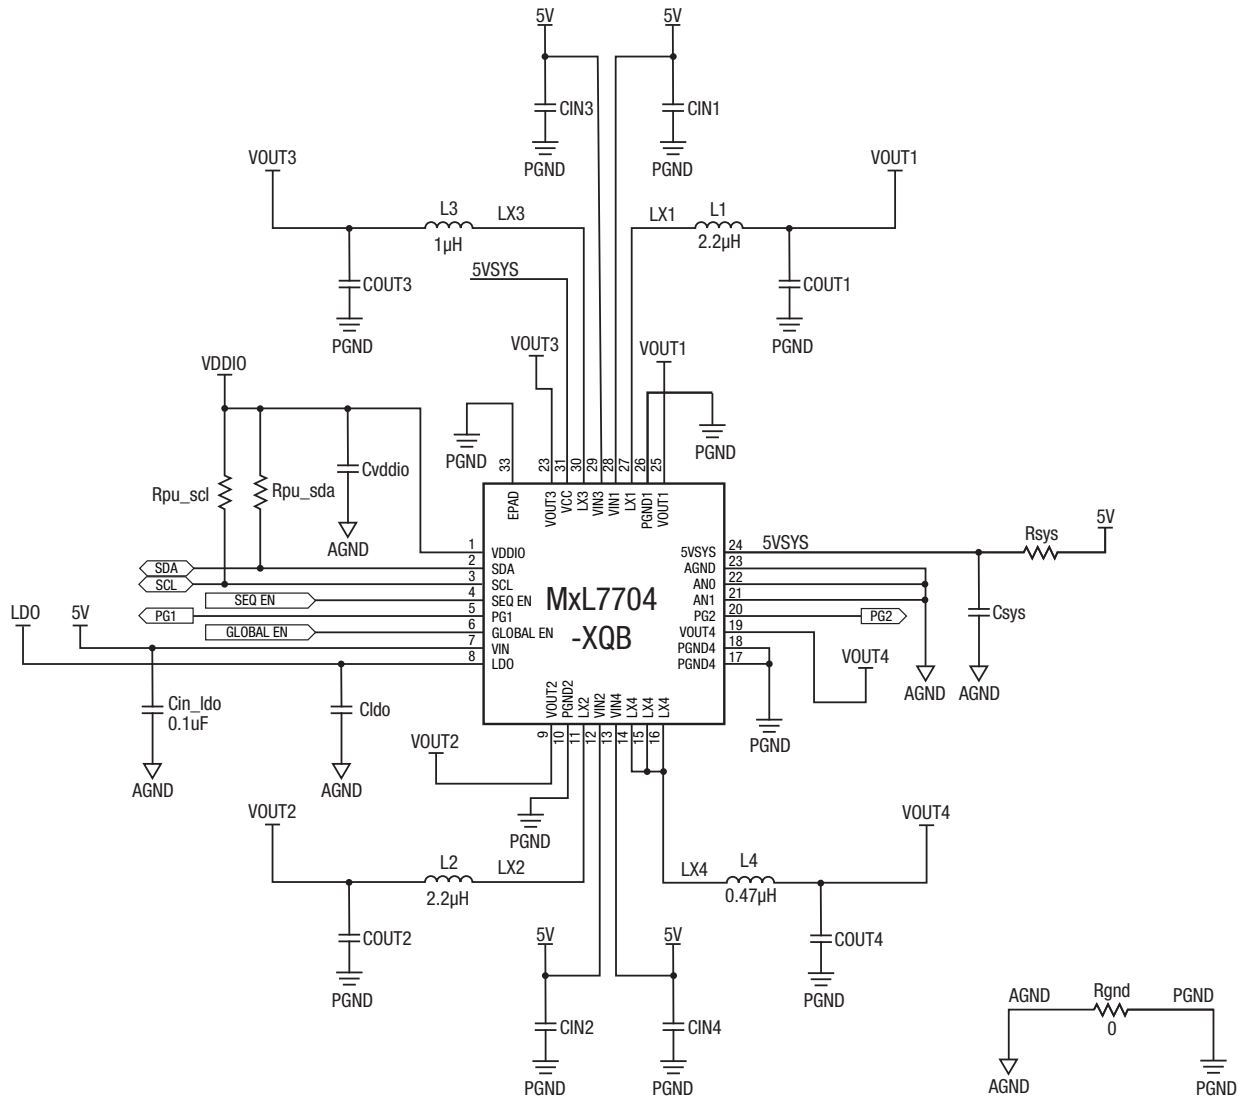 5V
5V
CIN3
CIN1
PGND
PGND
VOUT3
VOUT1
L3
LX3
LX1
L1
1µH
2.2µH
5VSYS
COUT3
COUT1
PGND
PGND
VOUT3
VOUT1
VDDIO
PGND
PGND
33
23
31
30
29
28
27
26
25
EPAD
VOUT3
VCC
LX3
VIN3
VIN1
LX1
PGND1
VOUT1
Rpu_scl
Rpu_sda
Cvddio
AGND
1
VDDIO
SDA
2
SDA
SCL
3
SCL
SEQ EN
4
SEQ EN
PG1
5
PG1
GLOBAL EN
6
GLOBAL EN
7
VIN
8
LDO
LDO
5V
MxL7704
-XQB
5VSYS
24
5VSYS
Rsys
5V
AGND
23
AN0
22
AN1
21
PG2
20
PG2
VOUT4
19
PGND4
18
PGND4
17
Csys
VOUT4
AGND
AGND
PGND
Cin_ldo
0.1uF
Cldo
AGND
AGND
VOUT2
PGND2
LX2
VIN2
VIN4
LX4
LX4
LX4
9
10
11
12
13
14
15
16
VOUT2
PGND
VOUT2
VOUT4
L2
LX2
2.2µH
LX4
L4
0.47µH
COUT2
COUT4
PGND
PGND
5V
5V
CIN2
CIN4
PGND
PGND
AGND
Rgnd
PGND
0
AGND
PGND